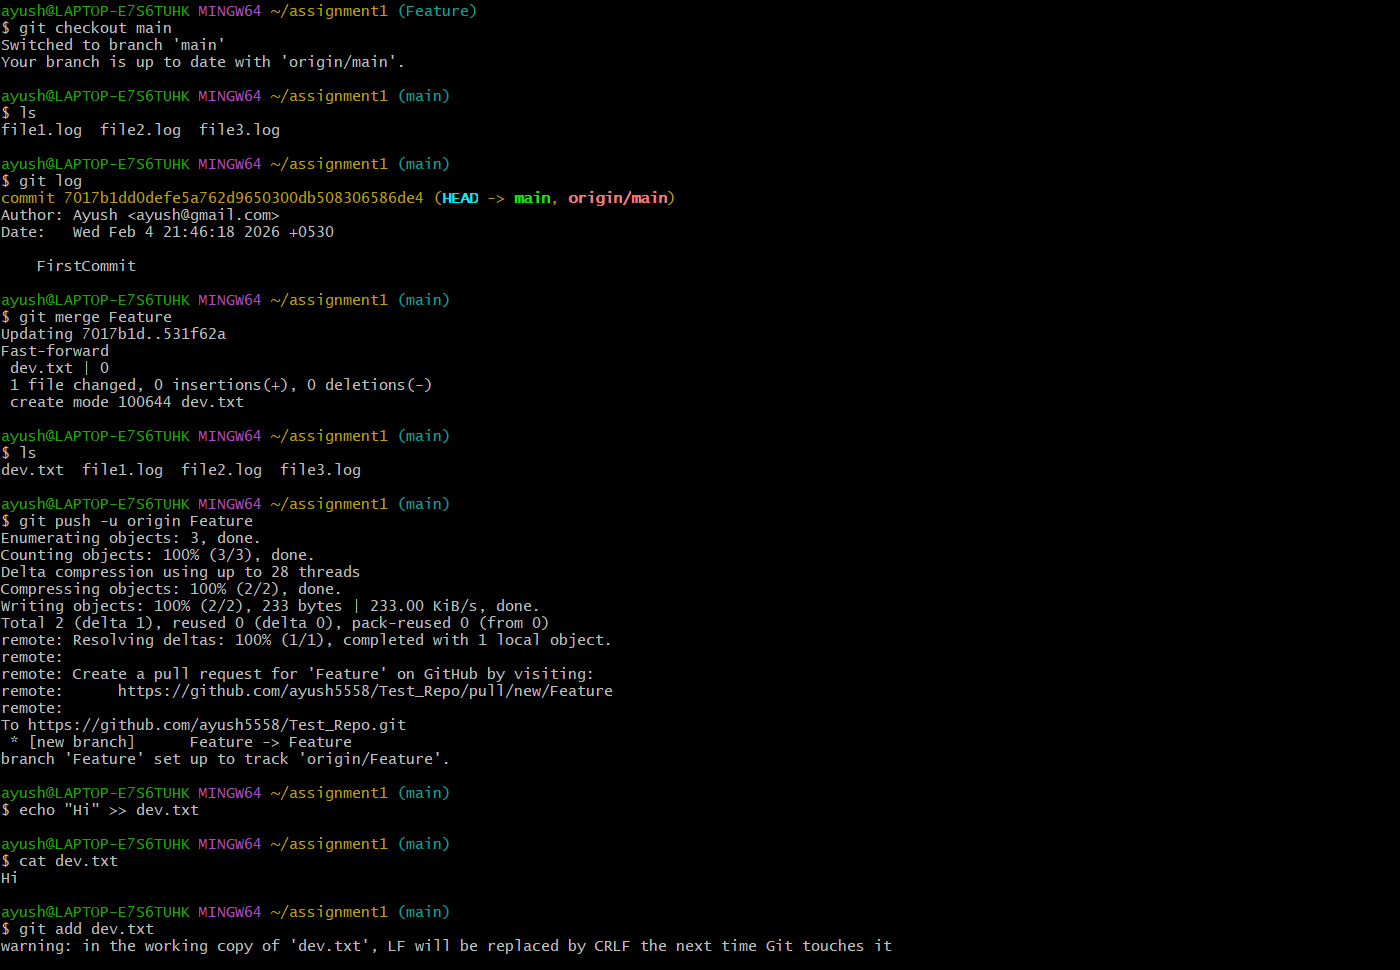 ayush@LAPTOP-E7S6TUHK MINGW64 ~/assignment1 (Feature)
$ git checkout main
Switched to branch 'main'
Your branch is up to date with 'origin/main'.
ayush@LAPTOP-E7S6TUHK MINGW64 ~/assignment1 (main)
$ ls
file1.log  file2.log  file3.log
ayush@LAPTOP-E7S6TUHK MINGW64 ~/assignment1 (main)
$ git log
commit 7017b1dd0defe5a762d9650300db508306586de4 (HEAD -> main, origin/main)
Author: Ayush <ayush@gmail.com>
Date:   Wed Feb 4 21:46:18 2026 +0530
    FirstCommit
ayush@LAPTOP-E7S6TUHK MINGW64 ~/assignment1 (main)
$ git merge Feature
Updating 7017b1d..531f62a
Fast-forward
 dev.txt | 0
 1 file changed, 0 insertions(+), 0 deletions(-)
 create mode 100644 dev.txt
ayush@LAPTOP-E7S6TUHK MINGW64 ~/assignment1 (main)
$ ls
dev.txt  file1.log  file2.log  file3.log
ayush@LAPTOP-E7S6TUHK MINGW64 ~/assignment1 (main)
$ git push -u origin Feature
Enumerating objects: 3, done.
Counting objects: 100% (3/3), done.
Delta compression using up to 28 threads
Compressing objects: 100% (2/2), done.
Writing objects: 100% (2/2), 233 bytes | 233.00 KiB/s, done.
Total 2 (delta 1), reused 0 (delta 0), pack-reused 0 (from 0)
remote: Resolving deltas: 100% (1/1), completed with 1 local object.
remote:
remote: Create a pull request for 'Feature' on GitHub by visiting:
remote:      https://github.com/ayush5558/Test_Repo/pull/new/Feature
remote:
To https://github.com/ayush5558/Test_Repo.git
 * [new branch]      Feature -> Feature
branch 'Feature' set up to track 'origin/Feature'.
ayush@LAPTOP-E7S6TUHK MINGW64 ~/assignment1 (main)
$ echo "Hi" >> dev.txt
ayush@LAPTOP-E7S6TUHK MINGW64 ~/assignment1 (main)
$ cat dev.txt
Hi
ayush@LAPTOP-E7S6TUHK MINGW64 ~/assignment1 (main)
$ git add dev.txt
warning: in the working copy of 'dev.txt', LF will be replaced by CRLF the next time Git touches it